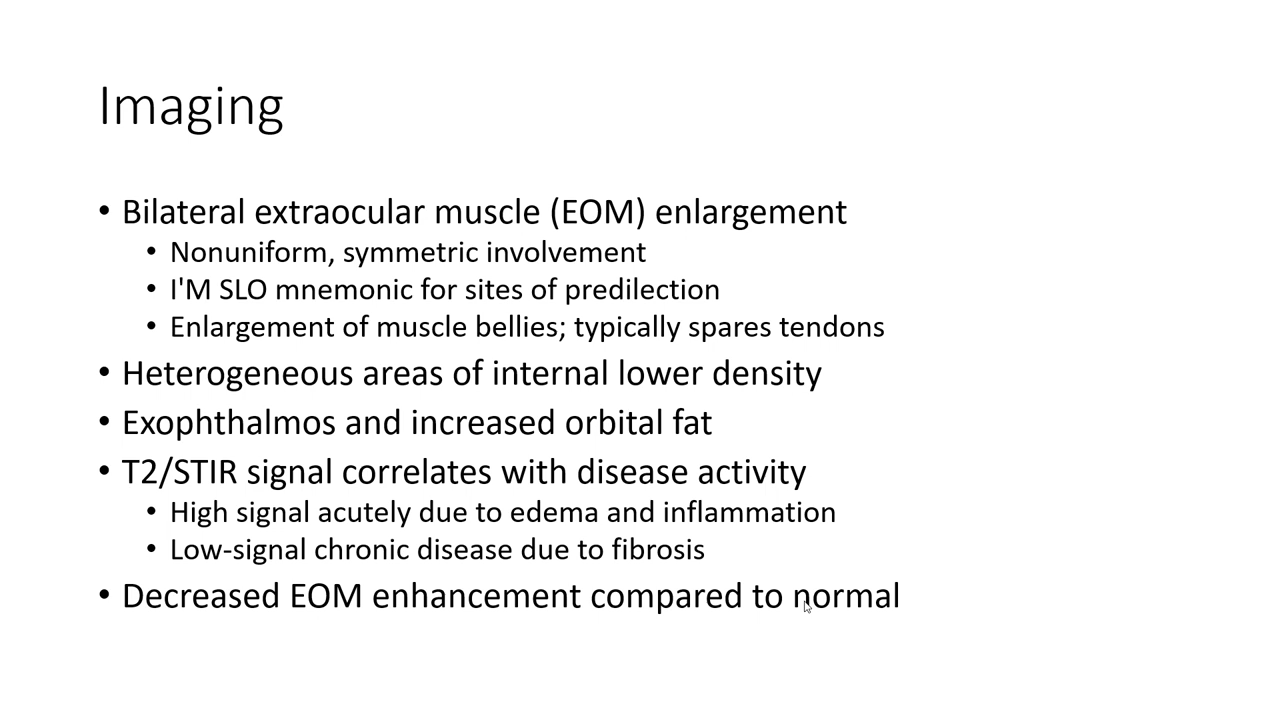 Imaging
• Bilateral extraocular muscle (EOM) enlargement
• Nonuniform, symmetric involvement
• I'M SLO mnemonic for sites of predilection
• Enlargement of muscle bellies; typically spares tendons
• Heterogeneous areas of internal lower density
• Exophthalmos and increased orbital fat
• T2/STIR signal correlates with disease activity
• High signal acutely due to edema and inflammation
• Low-signal chronic disease due to fibrosis
• Decreased EOM enhancement compared to normal